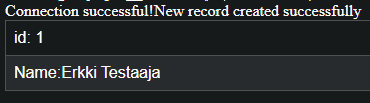 Connection successful!New record created successfully
id: 1
Name:Erkki Testaaja